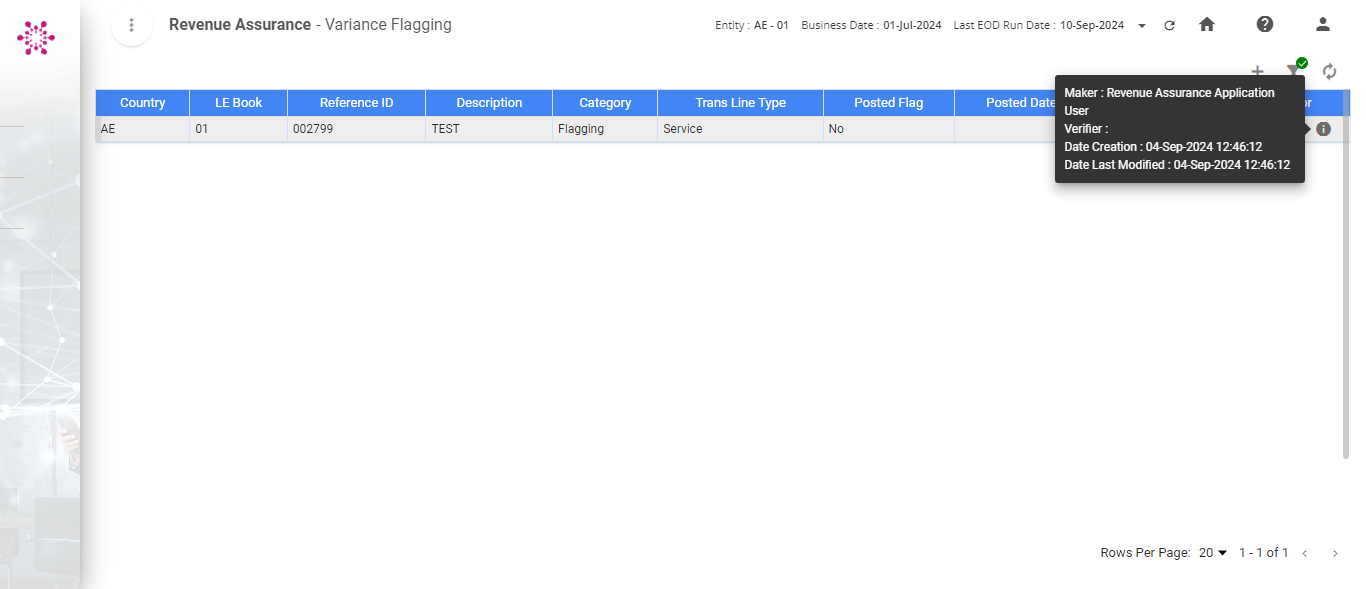 Revenue Assurance - Variance Flagging
Entity : AE - 01 Business Date : 01-Jul-2024 Last EOD Run Date : 10-Sep-2024
Country LE Book Reference ID Description Category Trans Line Type Posted Flag Posted Date
AE 01 002799 TEST Flagging Service No
Maker : Revenue Assurance Application
User
Verifier :
Date Creation : 04-Sep-2024 12:46:12
Date Last Modified : 04-Sep-2024 12:46:12
Rows Per Page: 20 1 - 1 of 1